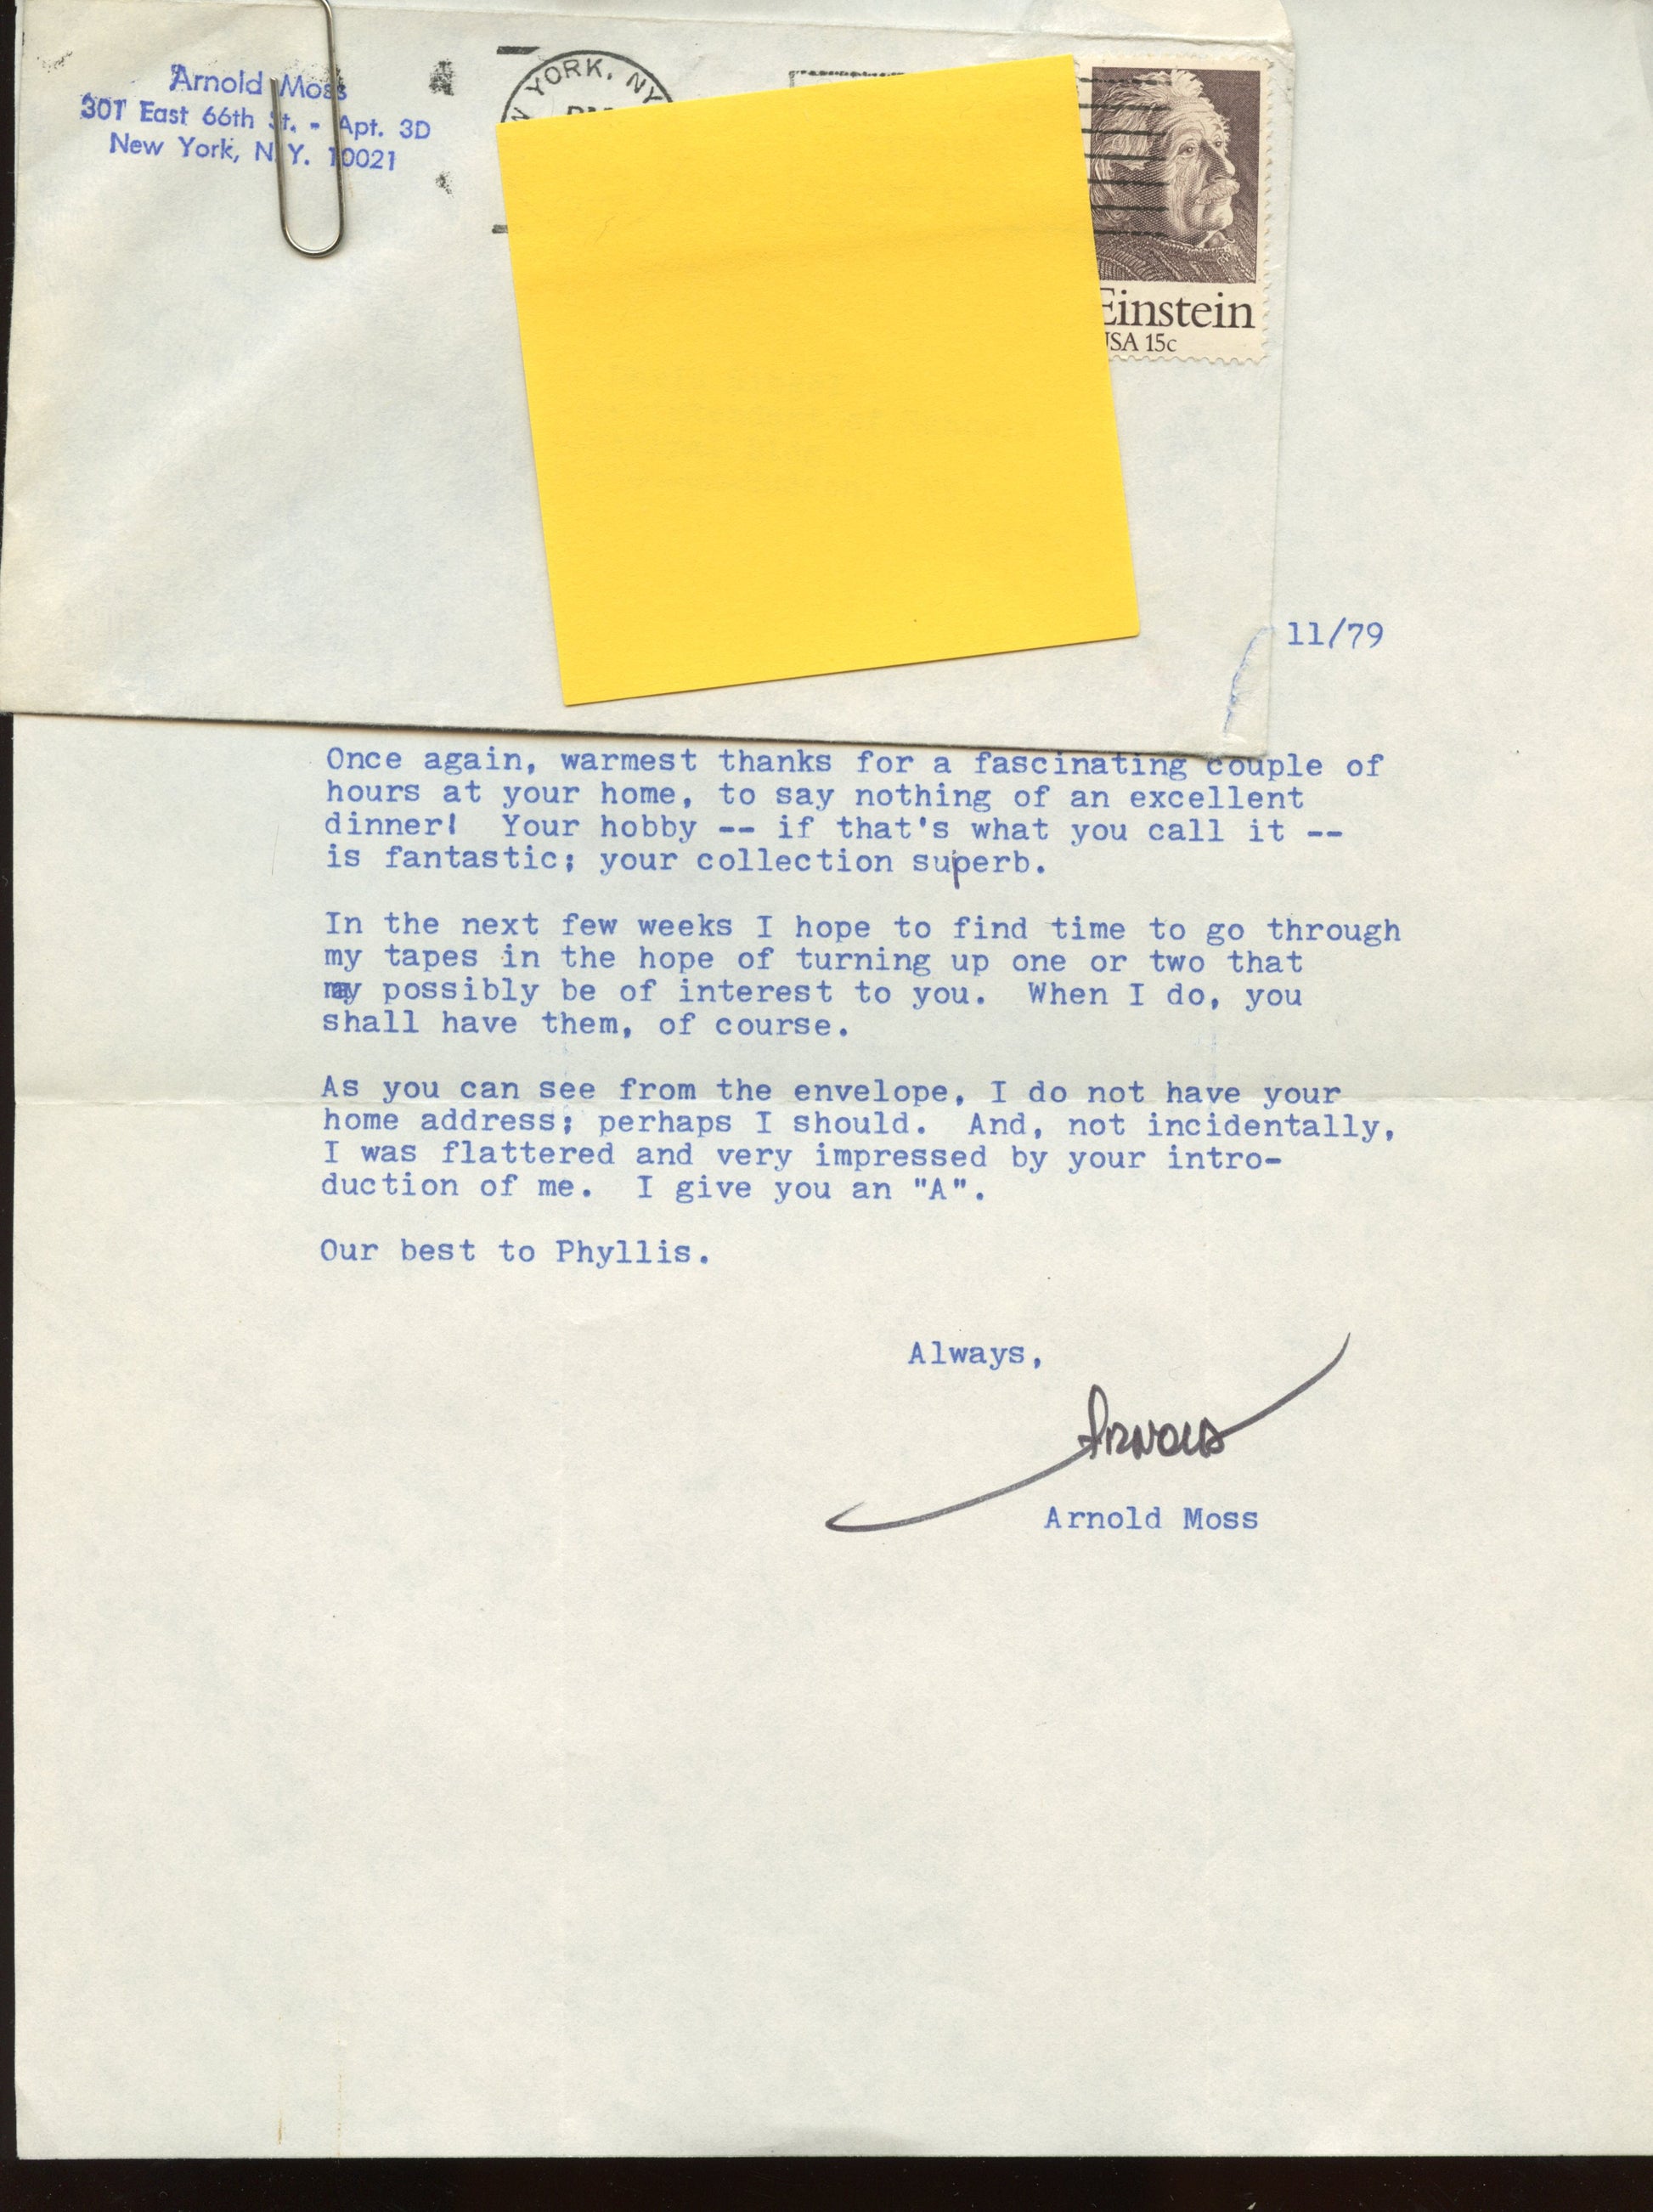 Arnold Moss
301 East 66th St. - Apt. 3D
New York, N.Y. 10021
YORK, NY
Einstein
USA 15c
11/79
Once again, warmest thanks for a fascinating couple of
hours at your home, to say nothing of an excellent
dinner! Your hobby -- if that's what you call it --
is fantastic; your collection superb.
In the next few weeks I hope to find time to go through
my tapes in the hope of turning up one or two that
may possibly be of interest to you. When I do, you
shall have them, of course.
As you can see from the envelope, I do not have your
home address; perhaps I should. And, not incidentally,
I was flattered and very impressed by your intro-
duction of me. I give you an "A".
Our best to Phyllis.
Always,
Arnold
Arnold Moss